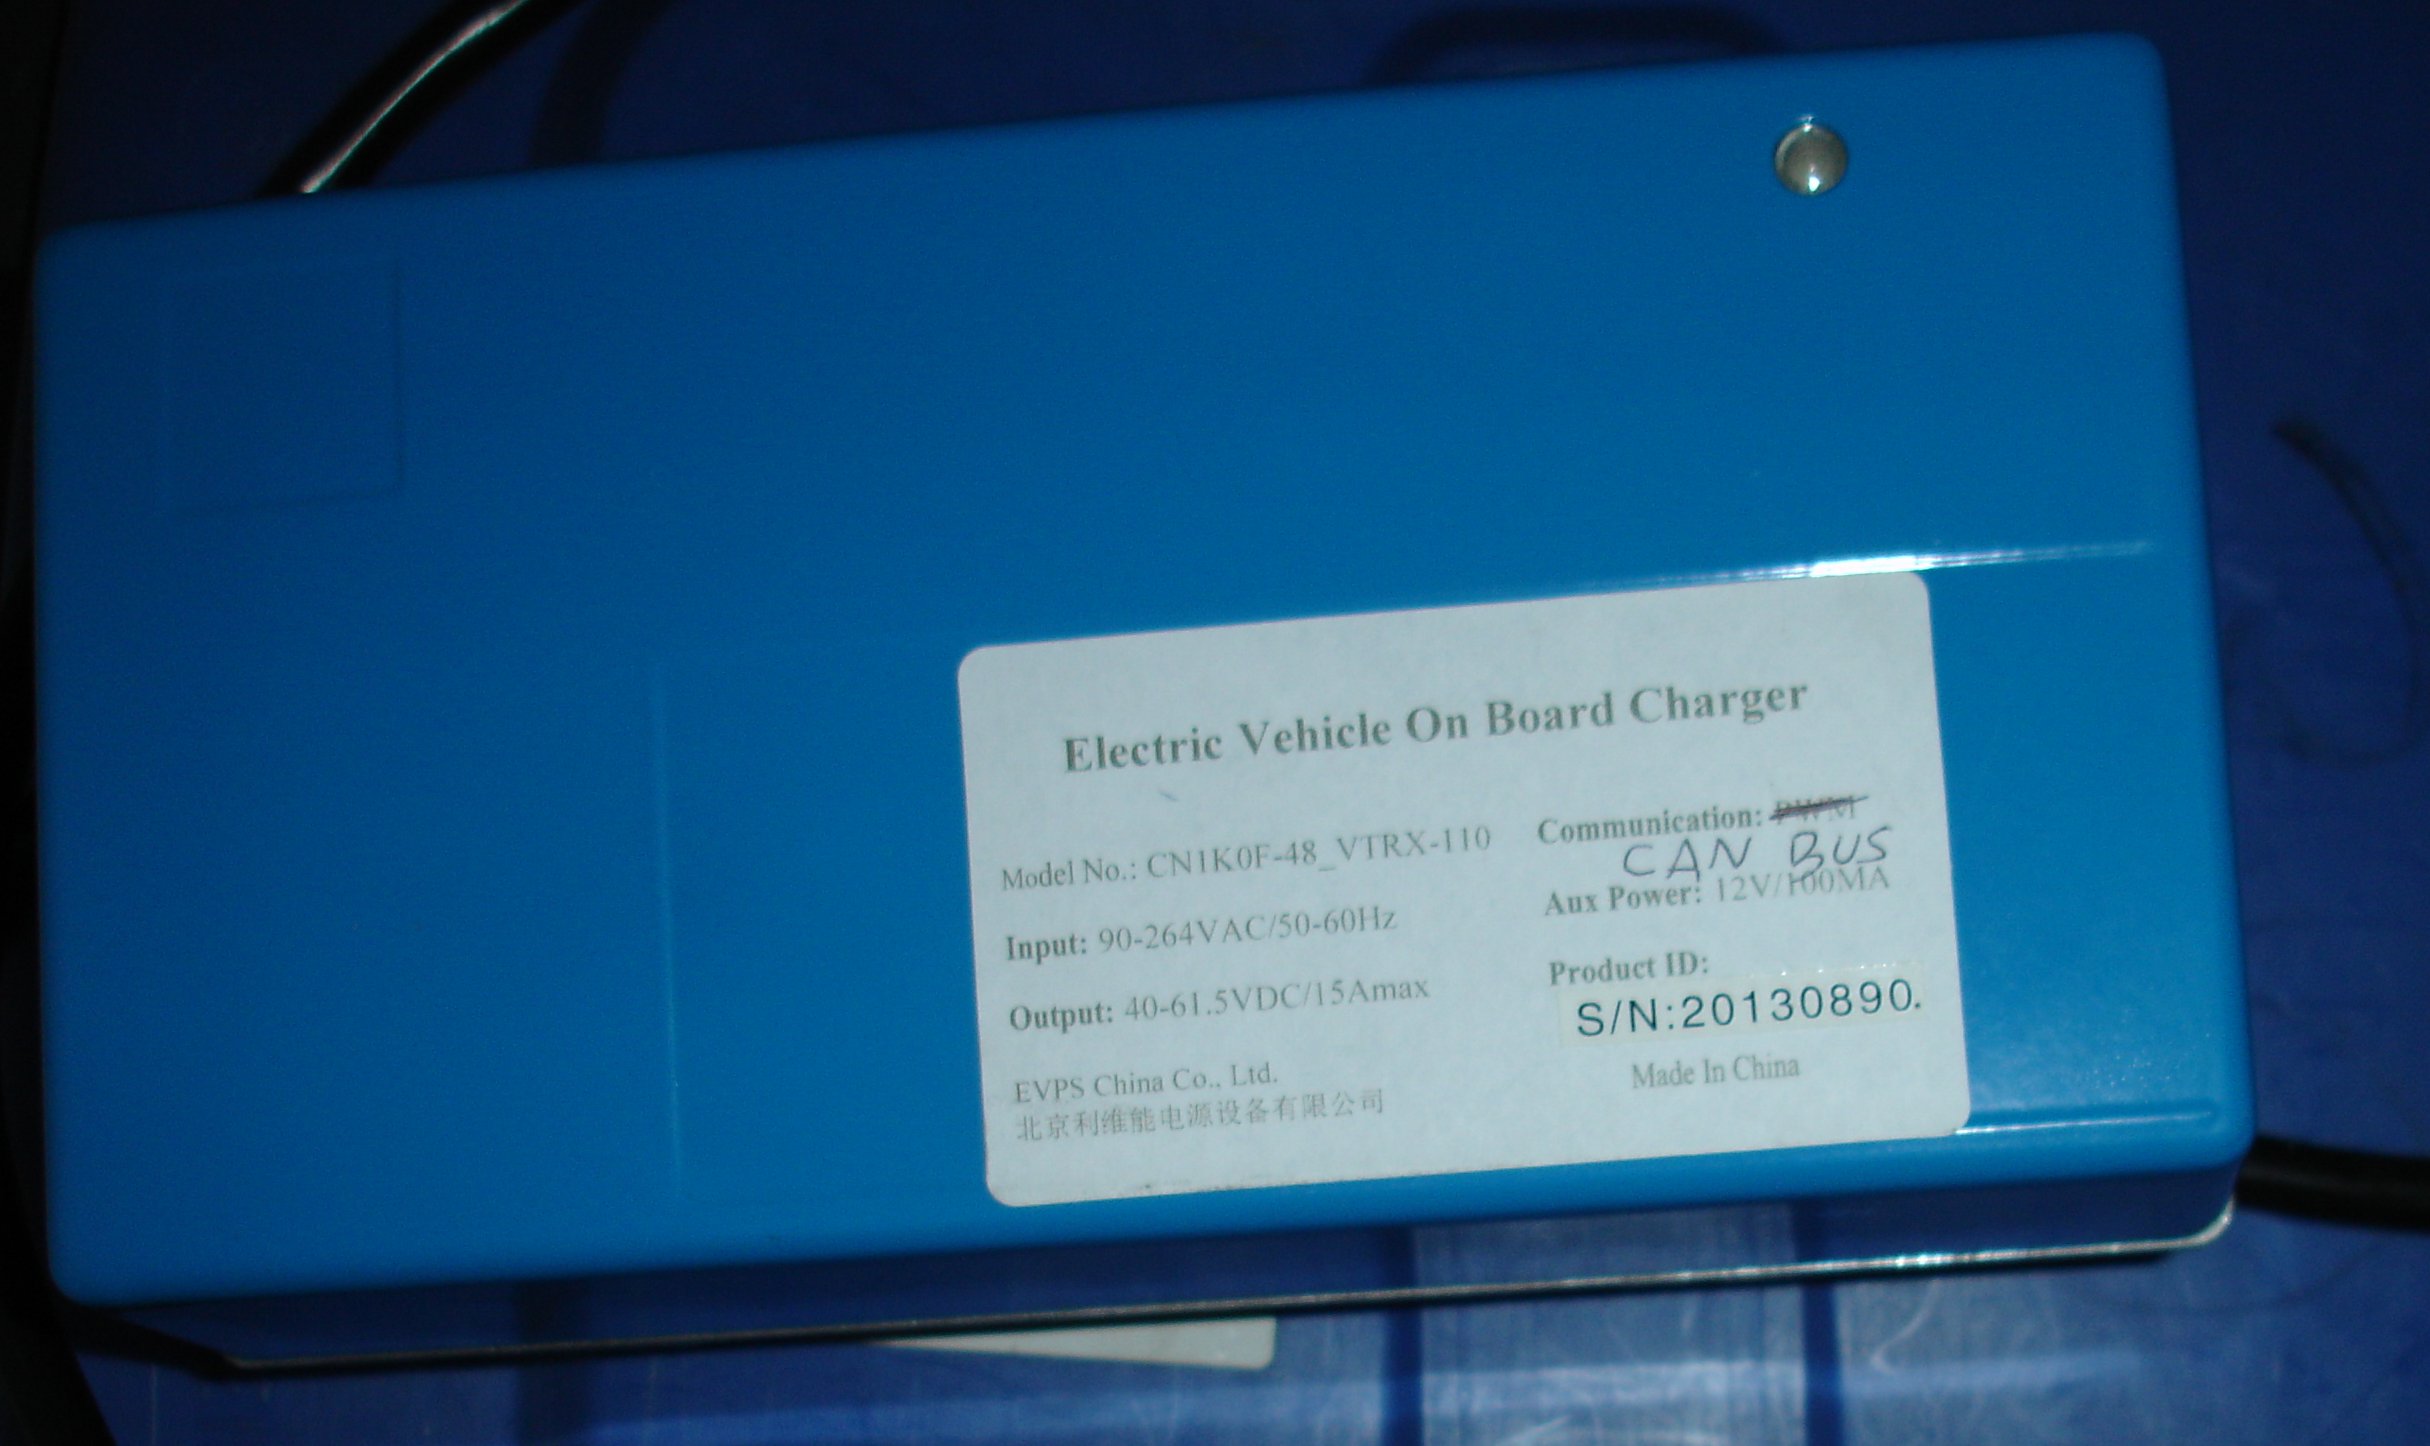 Electric Vehicle On Board Charger
Model No.: CN1K0F-48_VTRX-110
Input: 90-264VAC/50-60Hz
Output: 40-61.5VDC/15Amax
EVPS China Co., Ltd.
北京利维能电源设备有限公司
Communication: PWM
CAN BUS
Aux Power: 12V/100MA
Product ID:
S/N:20130890.
Made In China